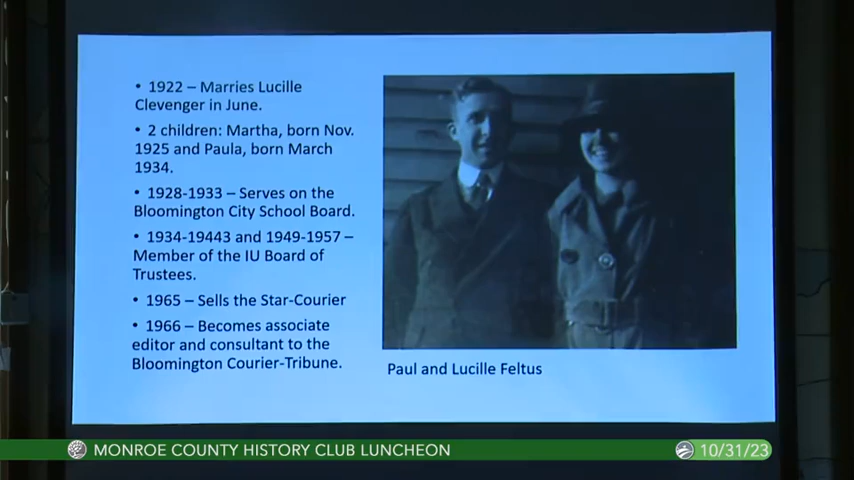 • 1922 – Marries Lucille
Clevenger in June.
• 2 children: Martha, born Nov.
1925 and Paula, born March
1934.
• 1928-1933 – Serves on the
Bloomington City School Board.
• 1934-19443 and 1949-1957 –
Member of the IU Board of
Trustees.
• 1965 – Sells the Star-Courier
• 1966 – Becomes associate
editor and consultant to the
Bloomington Courier-Tribune.
Paul and Lucille Feltus
MONROE COUNTY HISTORY CLUB LUNCHEON
10/31/23